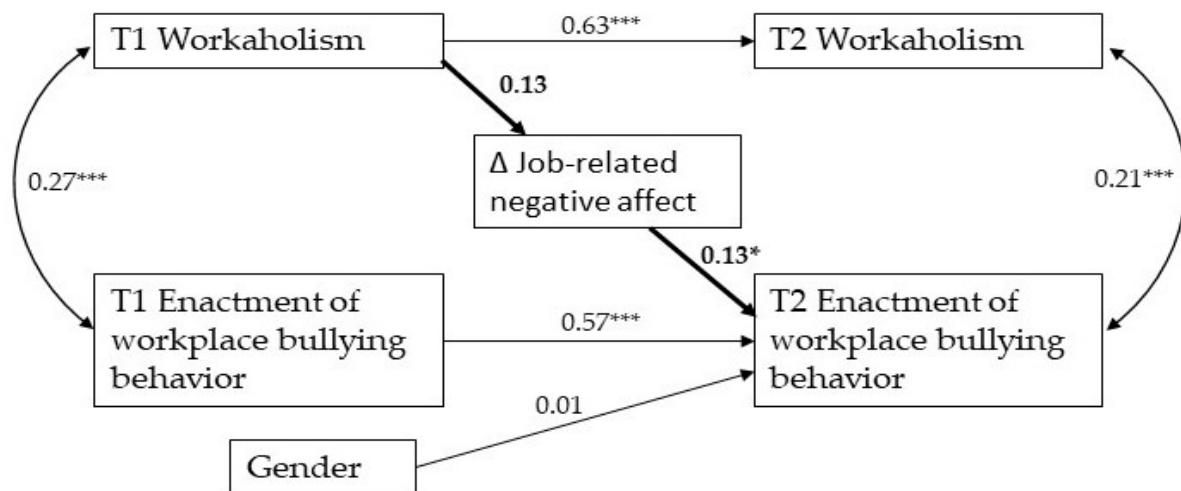 T1 Workaholism
0.63***
T2 Workaholism
0.13
Δ Job-related
negative affect
0.27***
0.21***
0.13*
T1 Enactment of
workplace bullying
behavior
0.57***
T2 Enactment of
workplace bullying
behavior
0.01
Gender